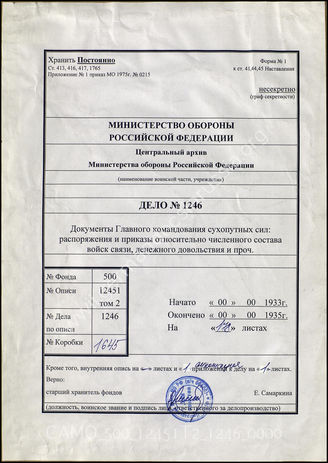 Хранить Постоянно
Ст. 413, 416, 417, 1765
Приложение № 1 приказ МО 1975г. № 0215
Форма № 1
к ст. 41,44,45 Наставления
несекретно
(гриф секретности)
МИНИСТЕРСТВО ОБОРОНЫ
РОССИЙСКОЙ ФЕДЕРАЦИИ
Центральный архив
Министерства обороны Российской Федерации
(наименование воинской части, учреждения)
ДЕЛО № 1246
Документы Главного командования сухопутных сил:
распоряжения и приказы относительно численного состава
войск связи, денежного довольствия и проч.
№ Фонда 500
№ Описи 12451
том 2
№ Дела 1246
по описи
№ Коробки 1645
Начато « 00 » 00 1933г.
Окончено « 00 » 00 1935г.
На листах
Кроме того, внутренняя опись на листах и «1 приложения к делу на «1 листах.
Верно:
старший хранитель фондов Е. Самаркина
(должность, воинское звание и подпись лица, ответственного за делопроизводство)